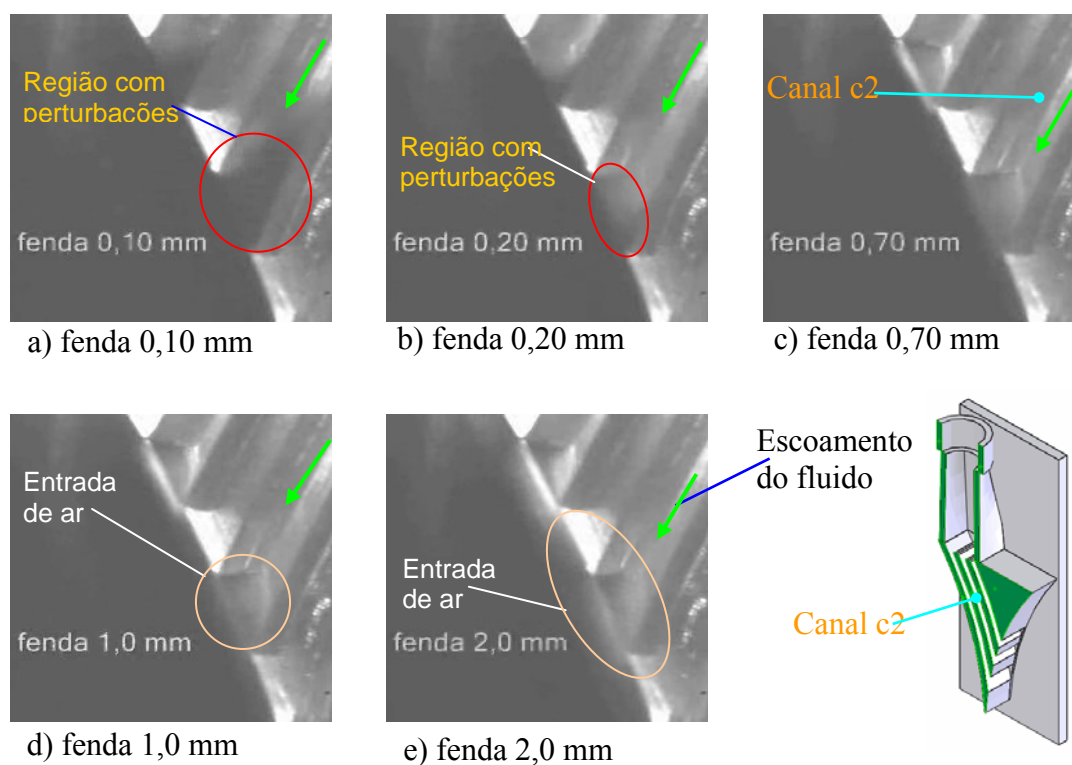 Região com
perturbações
fenda 0,10 mm
a) fenda 0,10 mm
Região com
perturbações
fenda 0,20 mm
b) fenda 0,20 mm
Canal c2
fenda 0,70 mm
c) fenda 0,70 mm
Entrada
de ar
fenda 1,0 mm
d) fenda 1,0 mm
Entrada
de ar
fenda 2,0 mm
e) fenda 2,0 mm
Escoamento
do fluido
Canal c2